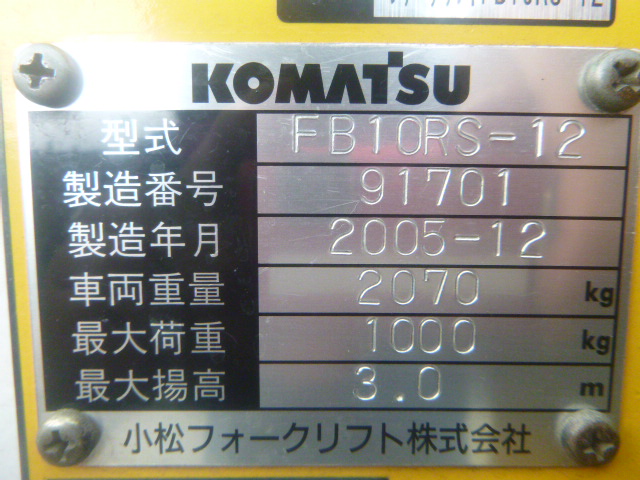 KOMATSU
型式 FB10RS-12
製造番号 91701
製造年月 2005-12
車両重量 2070 kg
最大荷重 1000 kg
最大揚高 3.0 m
小松フォークリフト株式会社